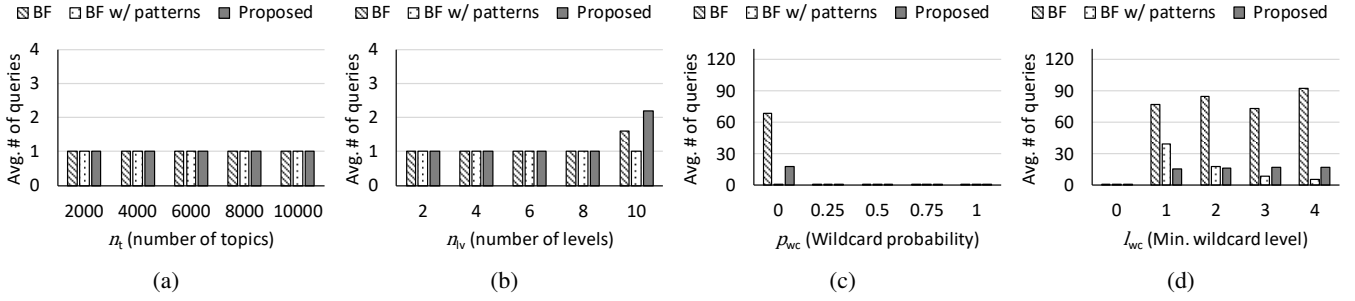 BF BF w/ patterns Proposed
Avg. # of queries
4
3
2
1
0
2000 4000 6000 8000 10000
n_t (number of topics)
(a)
BF BF w/ patterns Proposed
Avg. # of queries
4
3
2
1
0
2 4 6 8 10
n_lv (number of levels)
(b)
BF BF w/ patterns Proposed
Avg. # of queries
120
90
60
30
0
0 0.25 0.5 0.75 1
p_wc (Wildcard probability)
(c)
BF BF w/ patterns Proposed
Avg. # of queries
120
90
60
30
0
0 1 2 3 4
l_wc (Min. wildcard level)
(d)